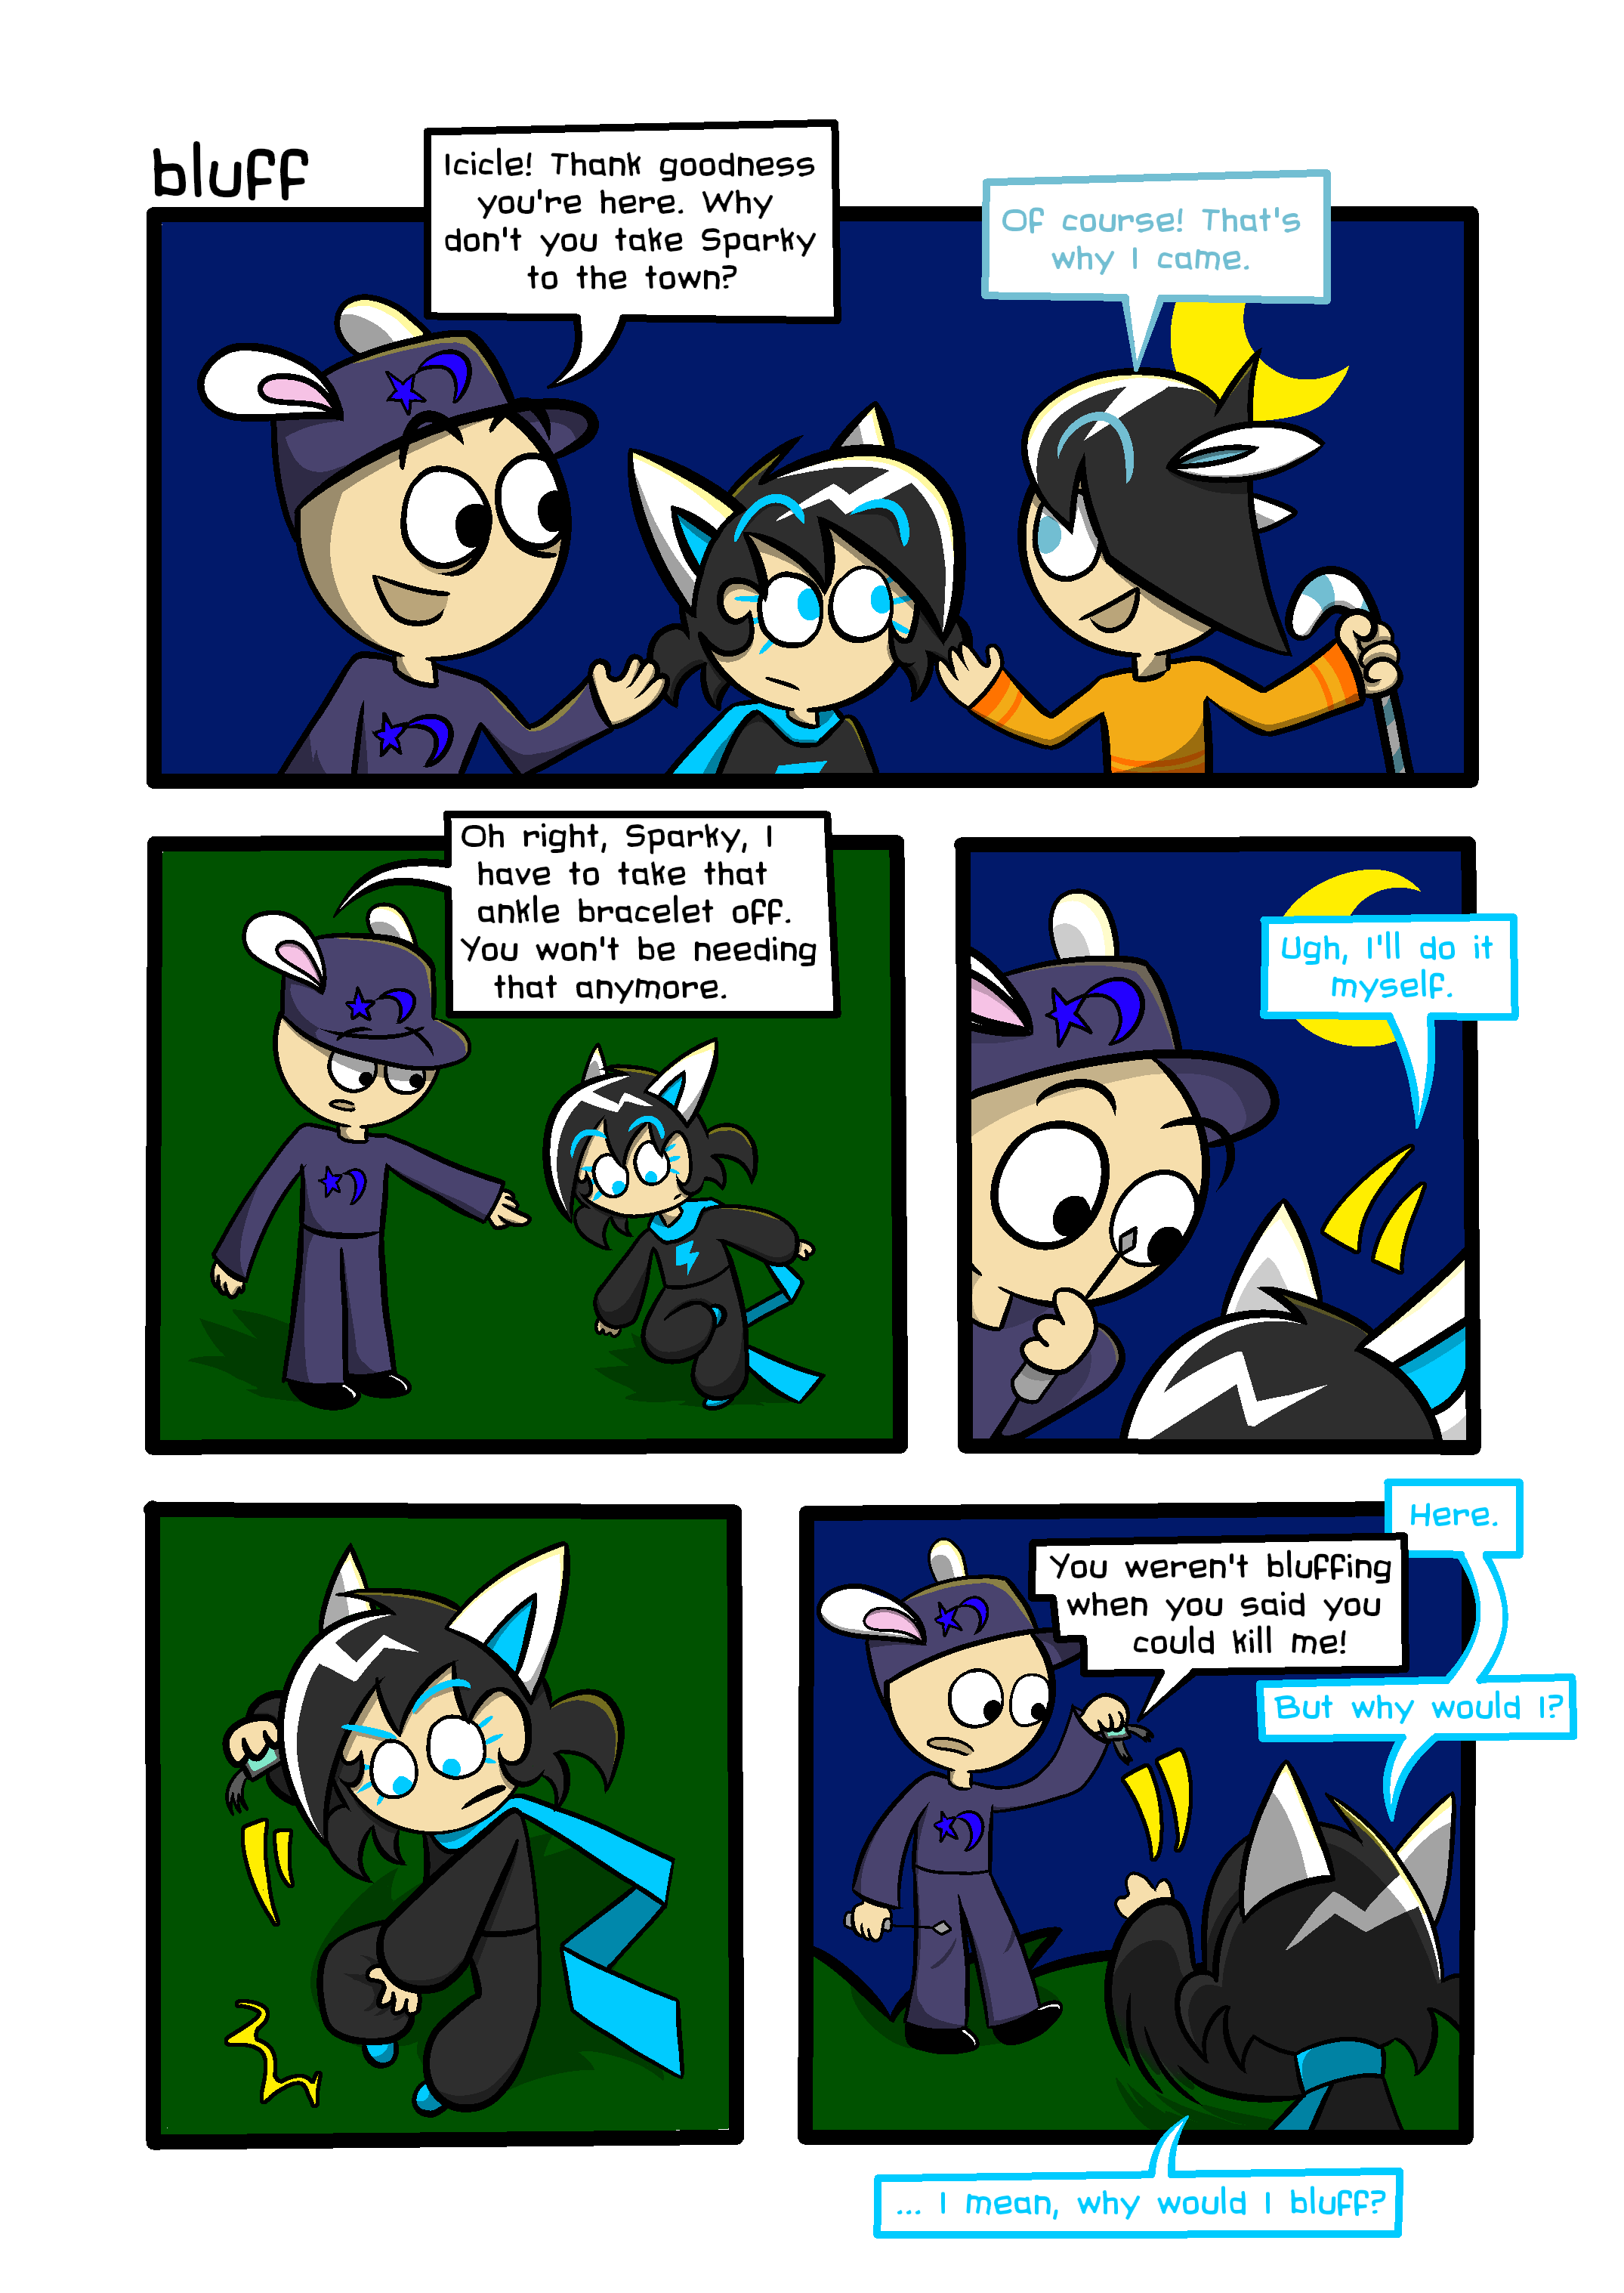 bluff
Icicle! Thank goodness
you're here. Why
don't you take Sparky
to the town?
Of course! That's
why I came.
Oh right, Sparky, I
have to take that
ankle bracelet off.
You won't be needing
that anymore.
Ugh, I'll do it
myself.
Here.
You weren't bluffing
when you said you
could kill me!
But why would I?
... I mean, why would I bluff?